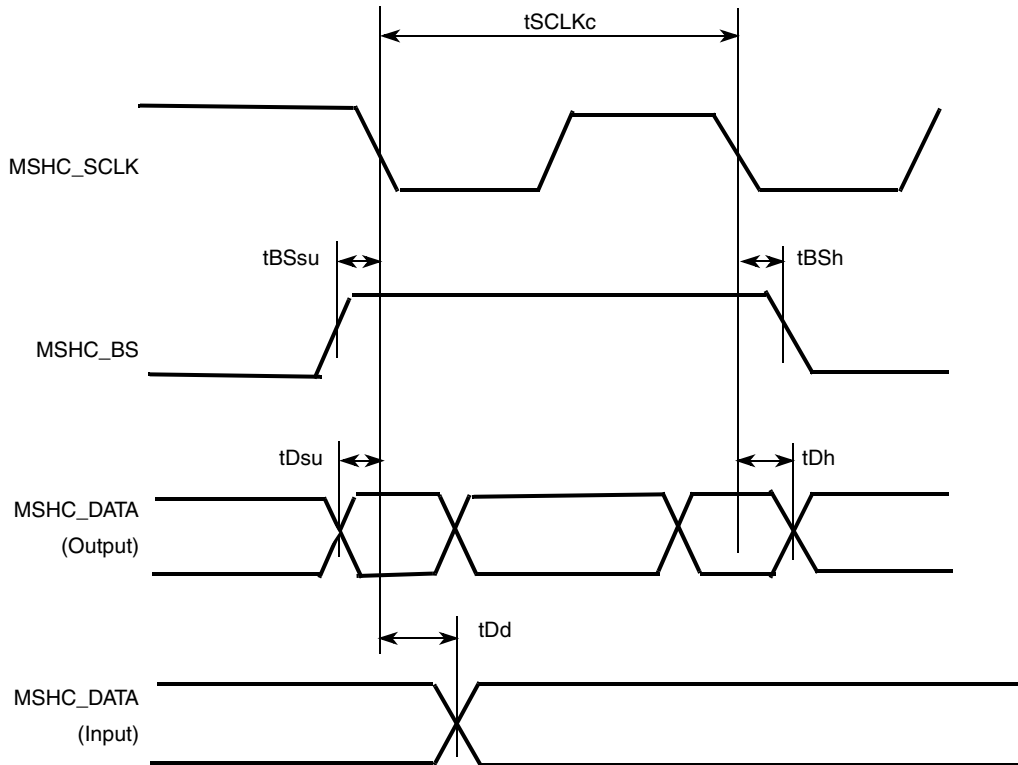 tSCLKc
MSHC_SCLK
tBSsu
tBSh
MSHC_BS
tDsu
tDh
MSHC_DATA
(Output)
tDd
MSHC_DATA
(Input)